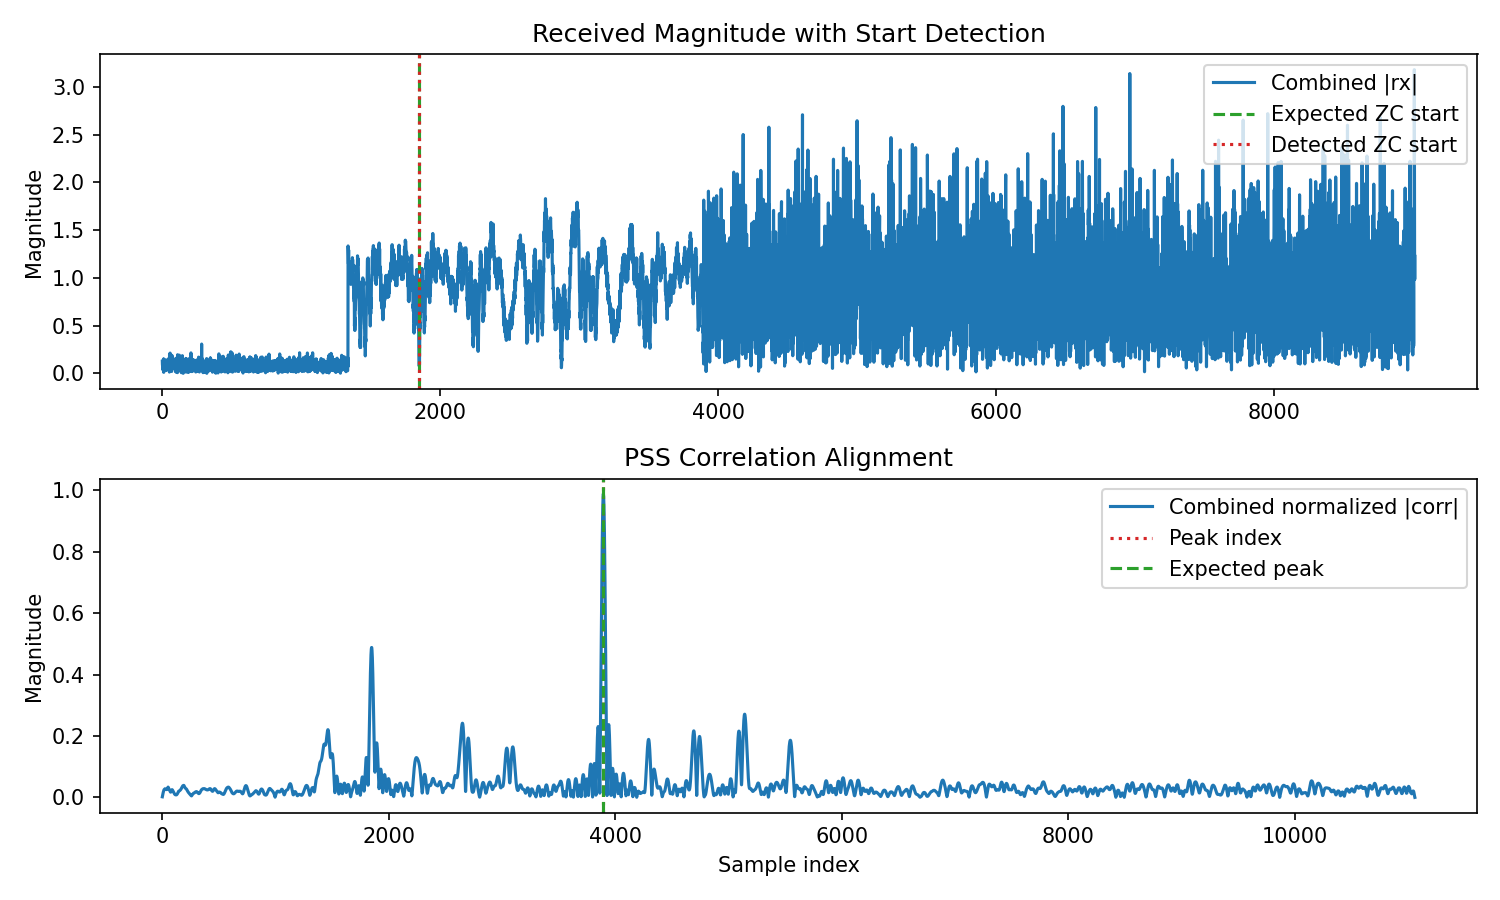 Received Magnitude with Start Detection
3.0
2.5
2.0
1.5
1.0
0.5
0.0
Magnitude
Combined |rx|
Expected ZC start
Detected ZC start
0 2000 4000 6000 8000
PSS Correlation Alignment
1.0
0.8
0.6
0.4
0.2
0.0
Magnitude
Combined normalized |corr|
Peak index
Expected peak
0 2000 4000 6000 8000 10000
Sample index